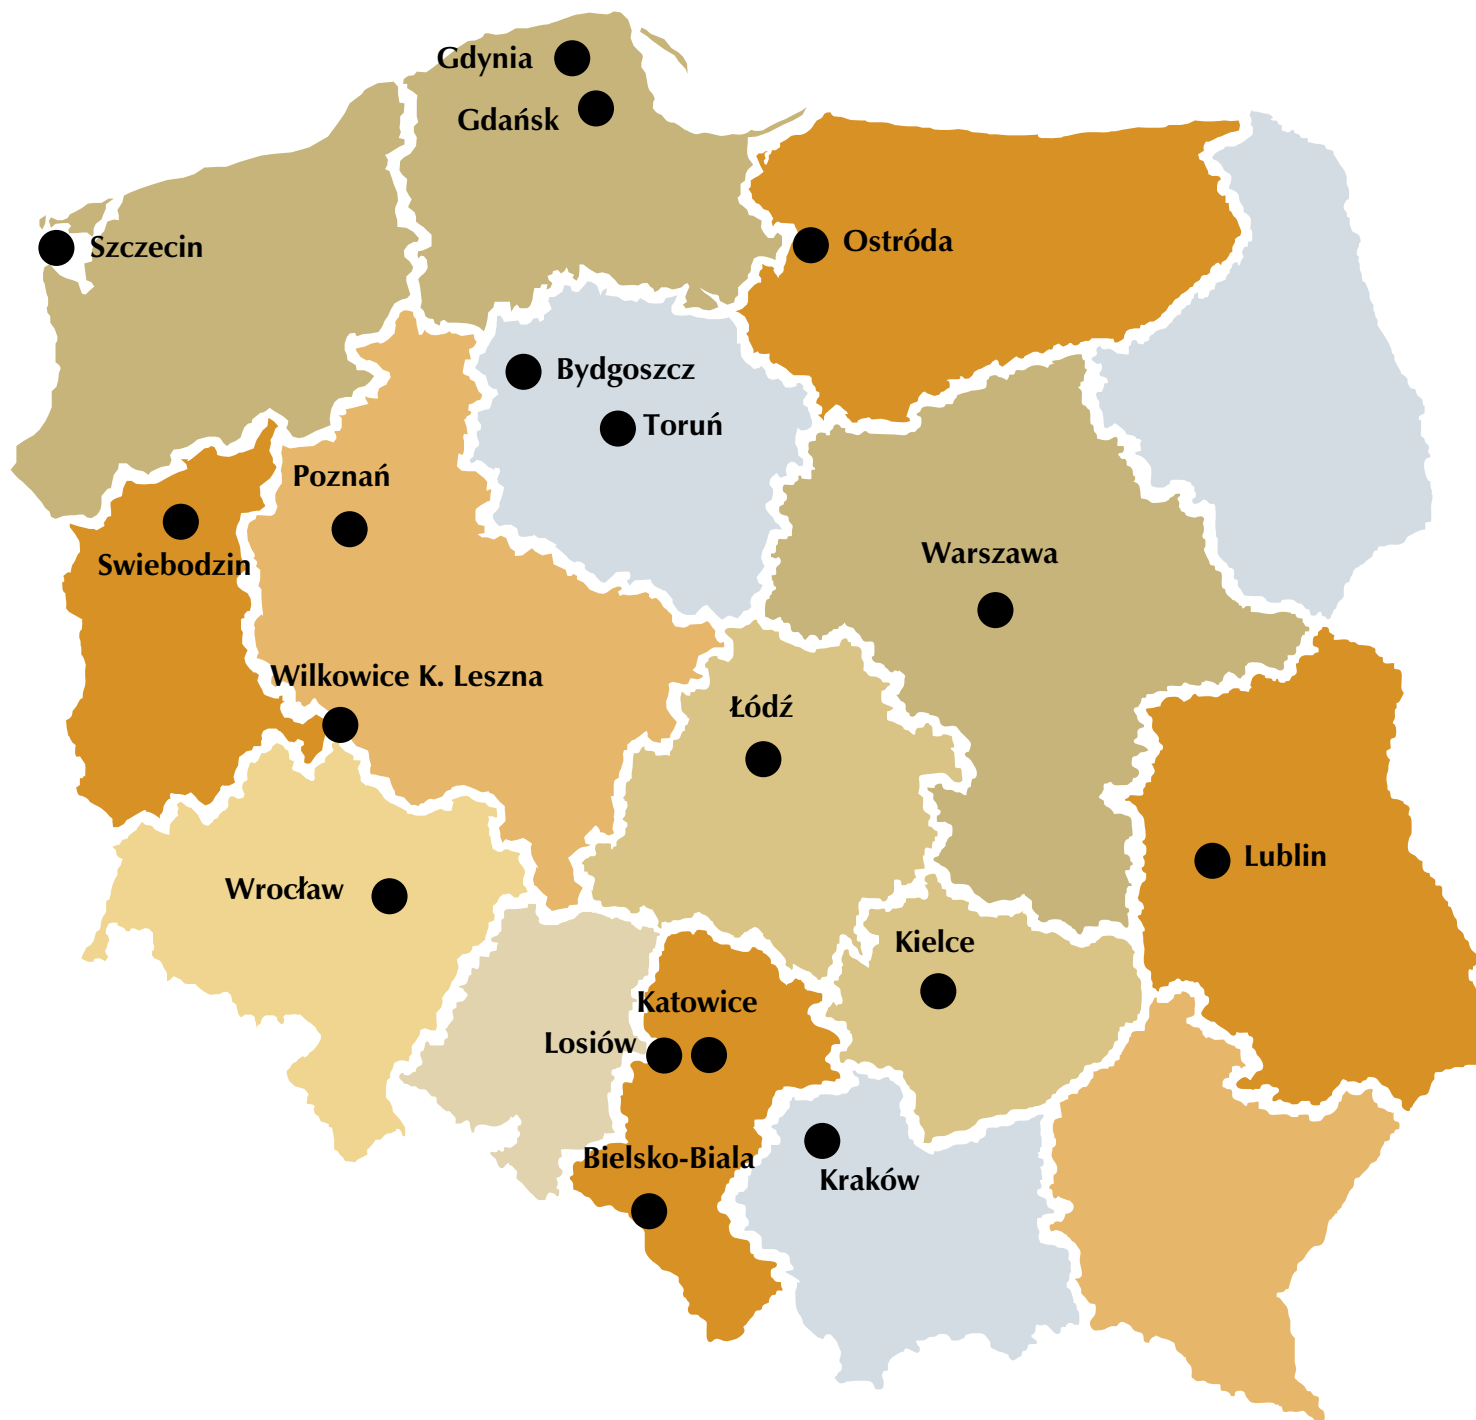 Gdynia
Gdańsk
Szczecin
Ostróda
Bydgoszcz
Toruń
Poznań
Swiebodzin
Warszawa
Wilkowice K. Leszna
Łódź
Lublin
Wrocław
Kielce
Katowice
Losiów
Bielsko-Biala
Kraków